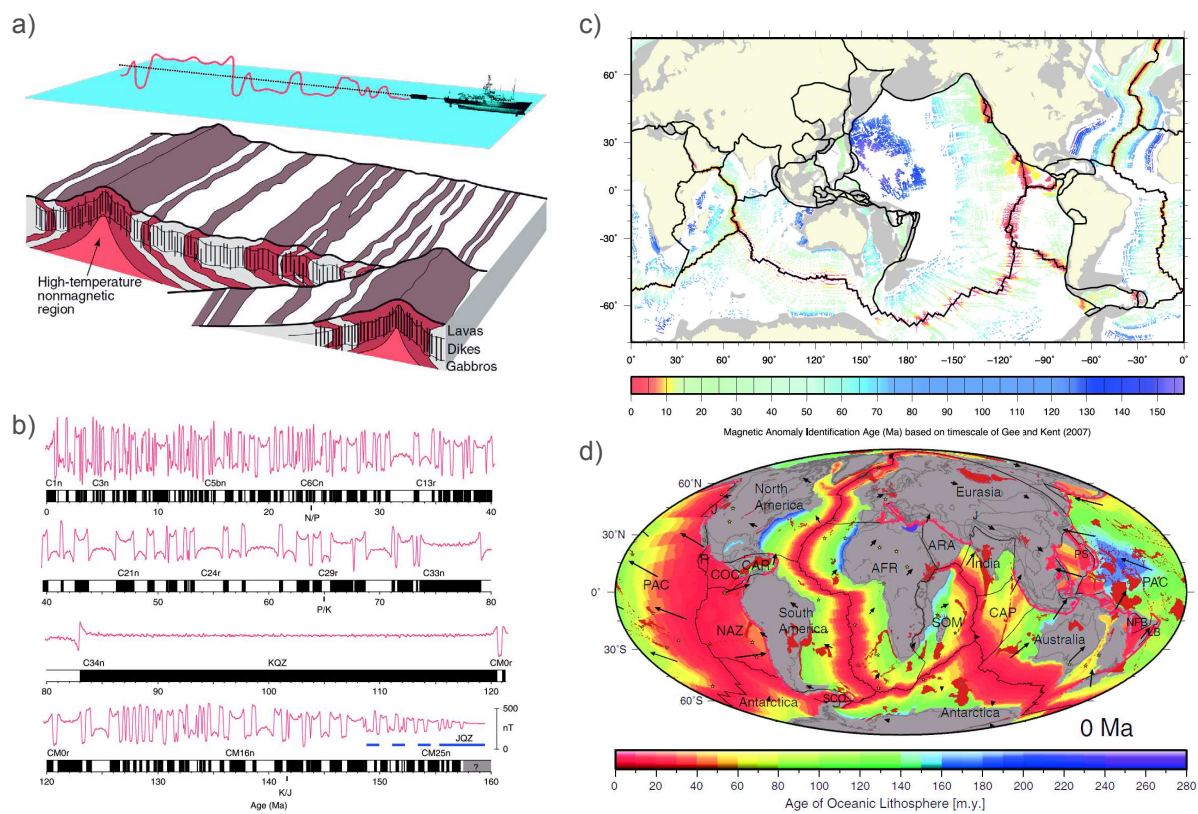 a)
High-temperature
nonmagnetic
region
Lavas
Dikes
Gabbros
b)
C1n C3n C5bn C6Cn C13r
0 10 20 30 40
N/P
C21n C24r C29r C33n
40 50 60 70 80
P/K
C34n KQZ CM0r
80 90 100 110 120
500
nT
0
JQZ
CM0r CM16n CM25n
?
120 130 140 150 160
K/J
Age (Ma)
c)
60°
30°
0°
-30°
-60°
0° 30° 60° 90° 120° 150° 180° -150° -120° -90° -60° -30° 0°
0 10 20 30 40 50 60 70 80 90 100 110 120 130 140 150
Magnetic Anomaly Identification Age (Ma) based on timescale of Gee and Kent (2007)
d)
60°N
30°N
0°
30°S
60°S
North
America
Eurasia
J
J
R
COC
CAR
PAC
NAZ
South
America
AFR
ARA
India
SOM
CAP
Australia
PS
PAC
NFB
LB
SCO
Antarctica
Antarctica
0 Ma
0 20 40 60 80 100 120 140 160 180 200 220 240 260 280
Age of Oceanic Lithosphere [m.y.]